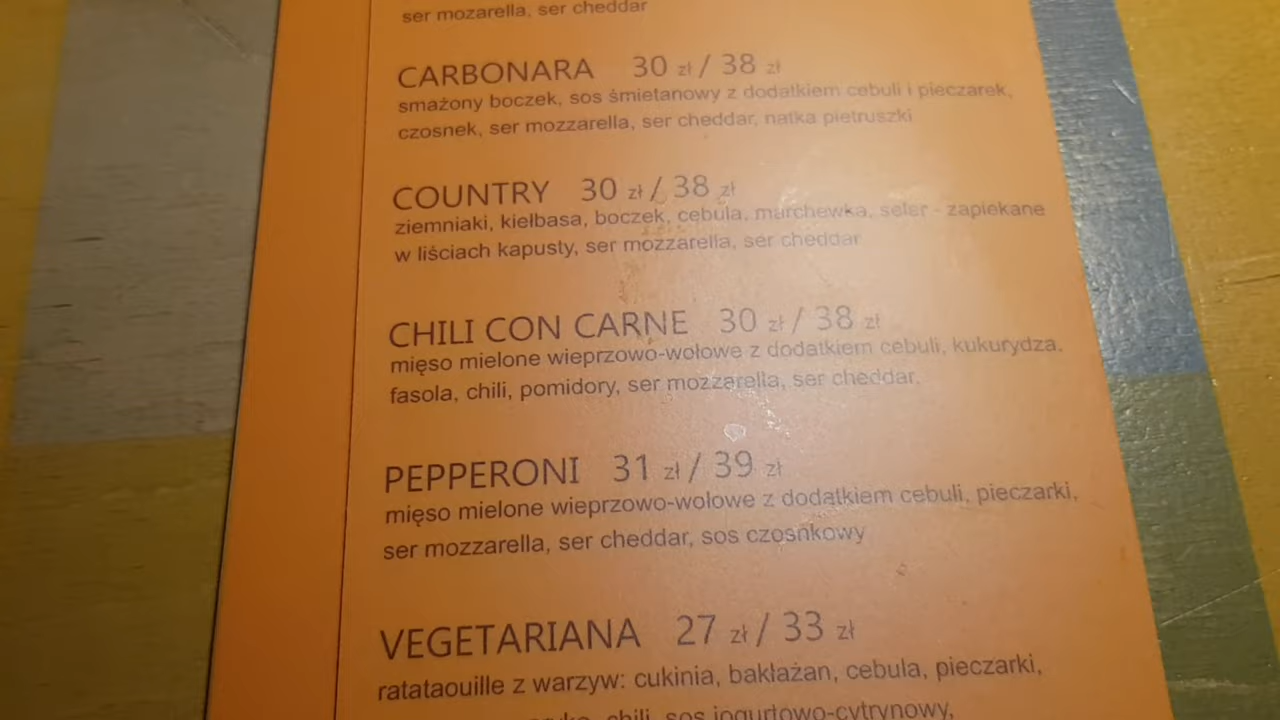 ser mozarella, ser cheddar
CARBONARA 30 zł / 38 zł
smażony boczek, sos śmietanowy z dodatkiem cebuli i pieczarek,
czosnek, ser mozzarella, ser cheddar, natka pietruszki
COUNTRY 30 zł / 38 zł
ziemniaki, kiełbasa, boczek, cebula, marchewka, seler - zapiekane
w liściach kapusty, ser mozzarella, ser cheddar
CHILI CON CARNE 30 zł / 38 zł
mięso mielone wieprzowo-wołowe z dodatkiem cebuli, kukurydza,
fasola, chili, pomidory, ser mozzarella, ser cheddar,
PEPPERONI 31 zł / 39 zł
mięso mielone wieprzowo-wołowe z dodatkiem cebuli, pieczarki,
ser mozzarella, ser cheddar, sos czosnkowy
VEGETARIANA 27 zł / 33 zł
ratataouille z warzyw: cukinia, bakłażan, cebula, pieczarki,
chili, sos jogurtowo-cytrynowy,